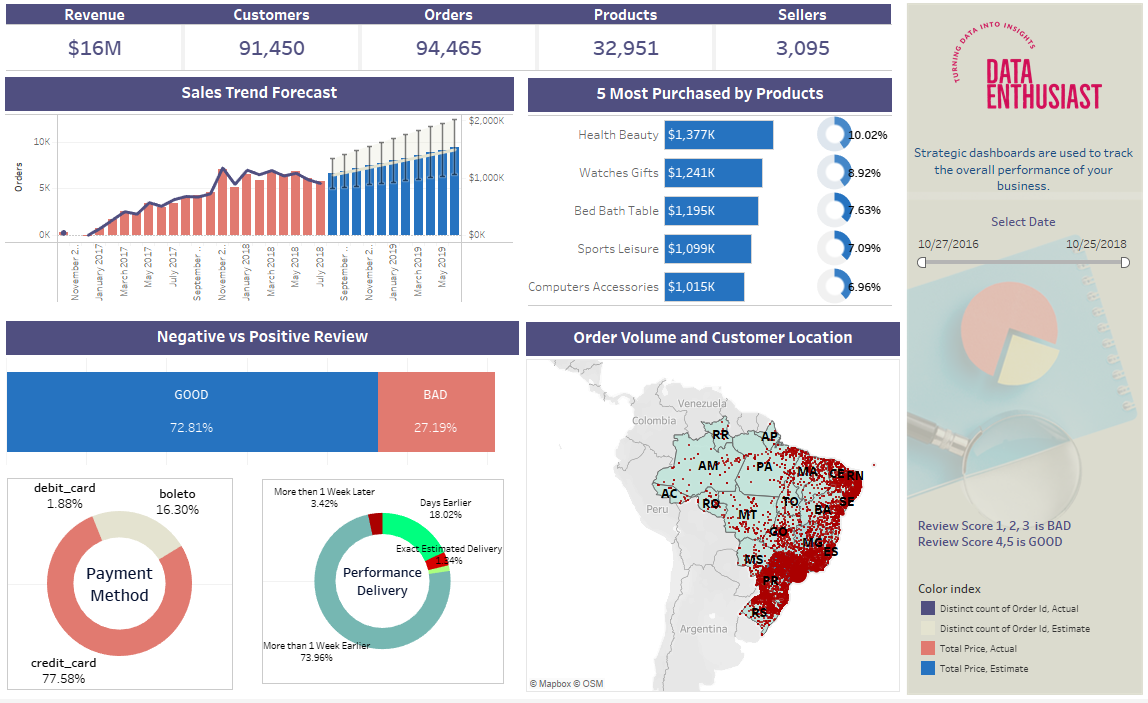 Revenue
Customers
Orders
Products
Sellers
$16M
91,450
94,465
32,951
3,095
Sales Trend Forecast
10K
5K
0K
Orders
$2,000K
$1,000K
$0K
November 2..
January 2017
March 2017
May 2017
July 2017
September ..
November 2..
January 2018
March 2018
May 2018
July 2018
September ..
November 2..
January 2019
March 2019
May 2019
5 Most Purchased by Products
Health Beauty $1,377K 10.02%
Watches Gifts $1,241K 8.92%
Bed Bath Table $1,195K 7.63%
Sports Leisure $1,099K 7.09%
Computers Accessories $1,015K 6.96%
Negative vs Positive Review
GOOD
72.81%
BAD
27.19%
debit_card
1.88%
boleto
16.30%
Payment
Method
credit_card
77.58%
More than 1 Week Later
3.42%
Days Earlier
18.02%
Exact Estimated Delivery
1.34%
Performance
Delivery
More than 1 Week Earlier
73.96%
Order Volume and Customer Location
Venezuela
Colombia
RR
AP
AM
PA
MA
CE
RN
AC
Peru
RO
TO
SE
MT
BA
GO
MG
ES
MS
PR
RS
Argentina
© Mapbox © OSM
TURNING DATA INTO INSIGHTS
DATA
ENTHUSIAST
Strategic dashboards are used to track
the overall performance of your
business.
Select Date
10/27/2016
10/25/2018
Review Score 1, 2, 3 is BAD
Review Score 4,5 is GOOD
Color index
Distinct count of Order Id, Actual
Distinct count of Order Id, Estimate
Total Price, Actual
Total Price, Estimate